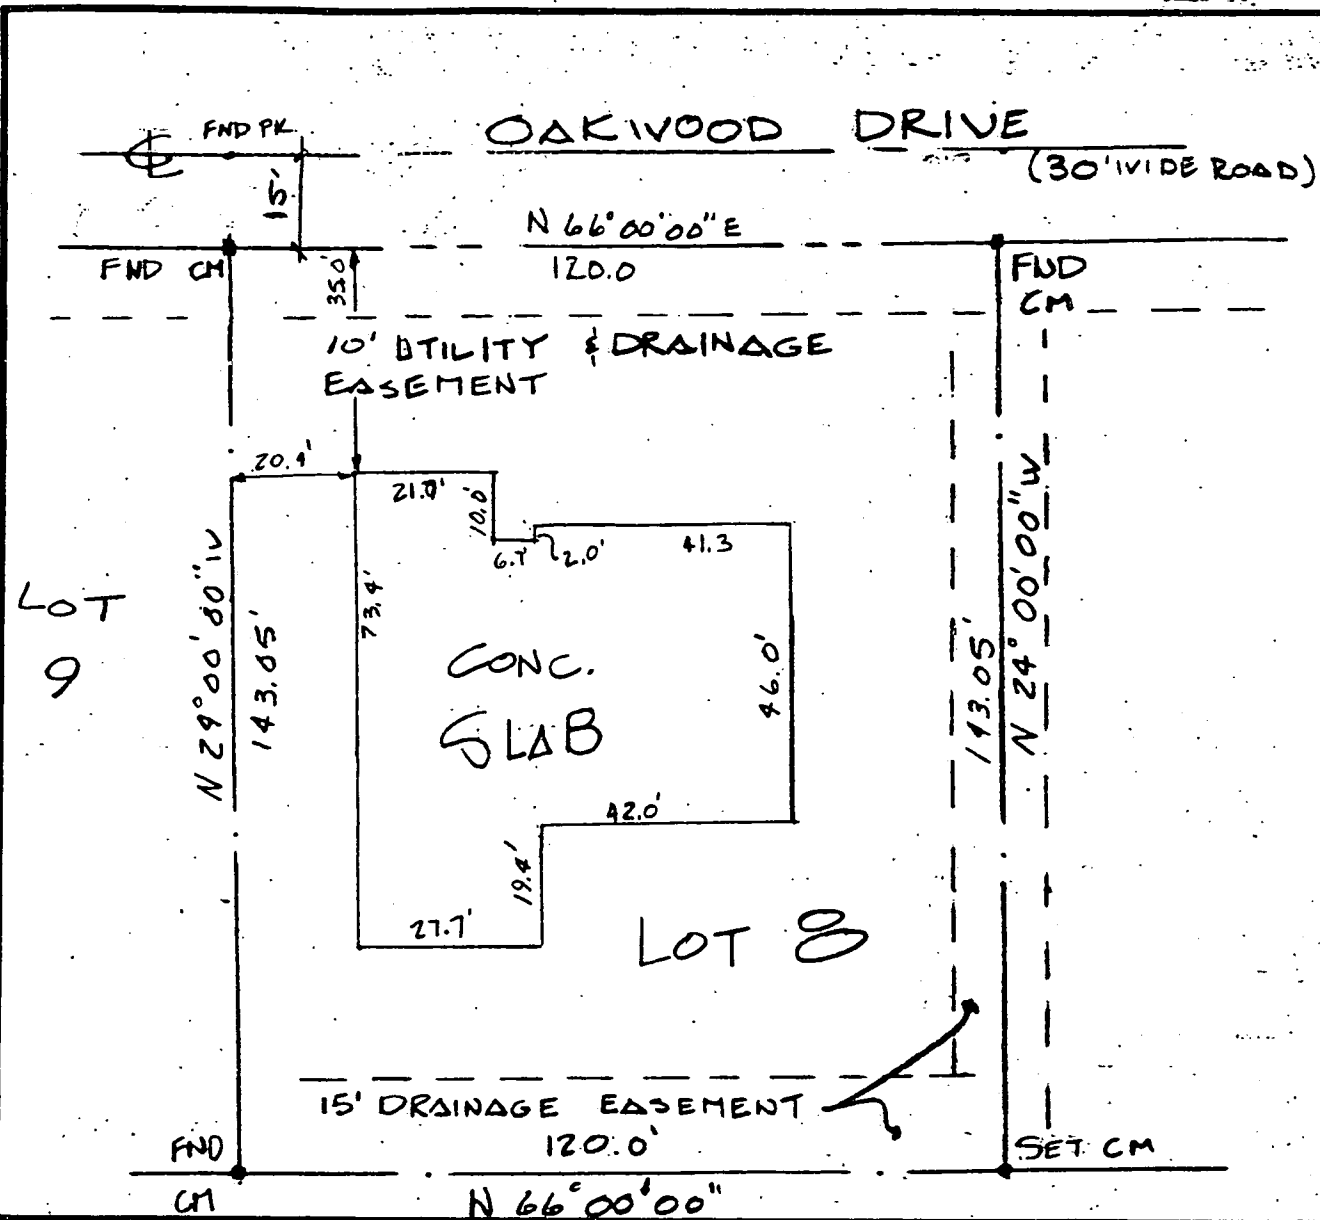 OAKWOOD DRIVE
(30' WIDE ROAD)
FND PK
℄
15'
N 66°00'00" E
120.0
FND CM
FND
CM
35.0'
10' UTILITY & DRAINAGE
EASEMENT
20.4'
21.7'
10.0'
6.7'
2.0'
41.3
73.4'
CONC.
SLAB
46.0'
LOT
9
N 24°00'00" W
143.05'
143.05'
N 24°00'00" W
42.0'
19.4'
27.7'
LOT 8
15' DRAINAGE EASEMENT
120.0'
FND
CM
SET CM
N 66°00'00"